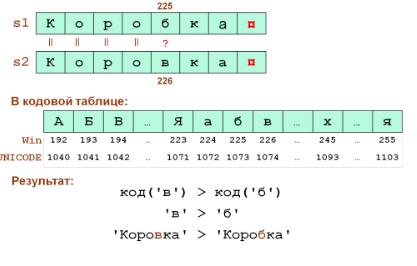 225
s1 К о р о б к а ¤
|| || || || ?
s2 К о р о в к а ¤
226
В кодовой таблице:
А Б В ... Я а б в ... х ... я
Win 192 193 194 ... 223 224 225 226 ... 245 ... 255
UNICODE 1040 1041 1042 ... 1071 1072 1073 1074 ... 1093 ... 1103
Результат:
код('в') > код('б')
'в' > 'б'
'Коровка' > 'Коробка'